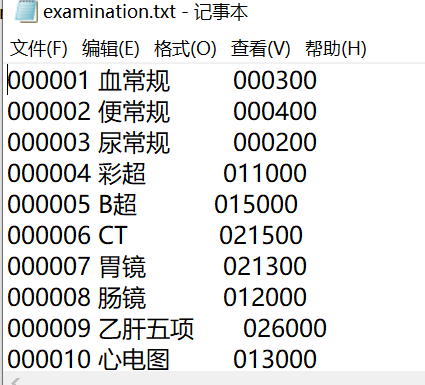 examination.txt - 记事本
文件(F) 编辑(E) 格式(O) 查看(V) 帮助(H)
000001 血常规 000300
000002 便常规 000400
000003 尿常规 000200
000004 彩超 011000
000005 B超 015000
000006 CT 021500
000007 胃镜 021300
000008 肠镜 012000
000009 乙肝五项 026000
000010 心电图 013000